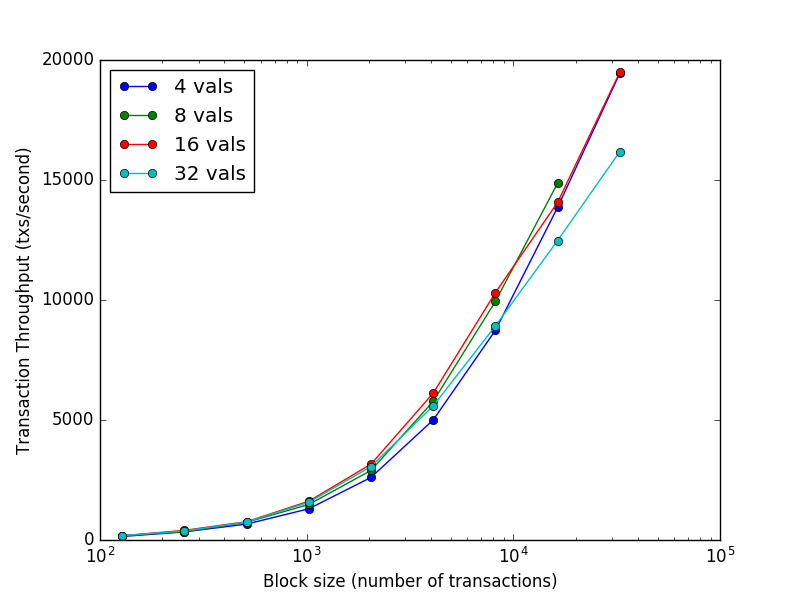 20000
15000
10000
5000
0
10²
10³
10⁴
10⁵
Transaction Throughput (txs/second)
Block size (number of transactions)
4 vals
8 vals
16 vals
32 vals